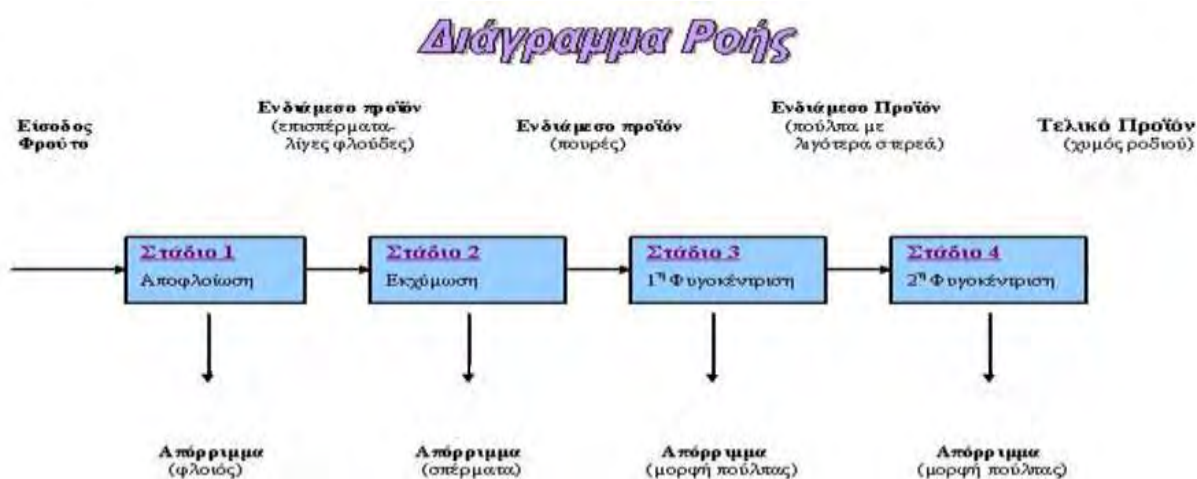 Διάγραμμα Ροής
Είσοδος
Φρούτο
Ενδιάμεσο προϊόν
(επισπέρματα-
λίγες φλούδες)
Ενδιάμεσο προϊόν
(πουρές)
Ενδιάμεσο Προϊόν
(πούλπα με
λιγότερα στερεά)
Τελικό Προϊόν
(χυμός ροδιού)
Στάδιο 1
Αποφλοίωση
Στάδιο 2
Εκχύμωση
Στάδιο 3
1η Φυγοκέντριση
Στάδιο 4
2η Φυγοκέντριση
Απόρριμμα
(φλοιός)
Απόρριμμα
(σπέρματα)
Απόρριμμα
(μορφή πούλπας)
Απόρριμμα
(μορφή πούλπας)